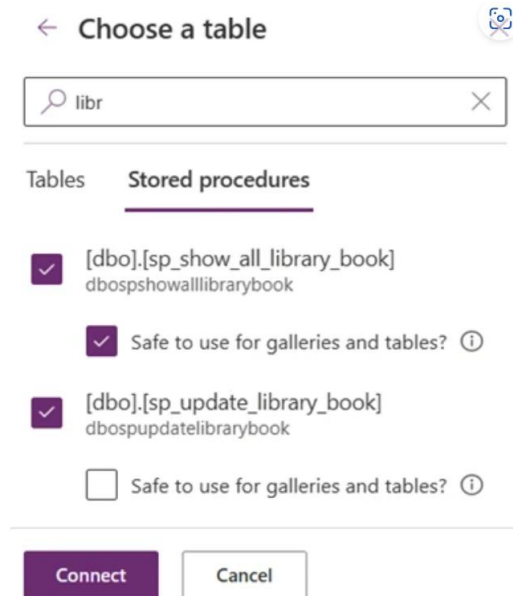 Choose a table
libr
Tables Stored procedures
[dbo].[sp_show_all_library_book]
dbospshowalllibrarybook
Safe to use for galleries and tables?
[dbo].[sp_update_library_book]
dbospupdatelibrarybook
Safe to use for galleries and tables?
Connect Cancel